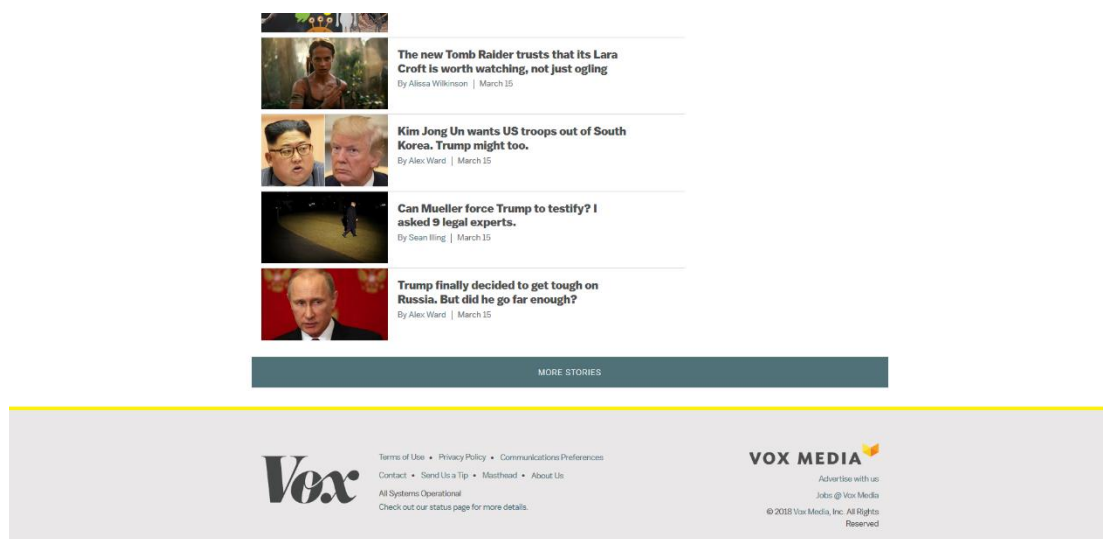 The new Tomb Raider trusts that its Lara
Croft is worth watching, not just ogling
By Alissa Wilkinson | March 15
Kim Jong Un wants US troops out of South
Korea. Trump might too.
By Alex Ward | March 15
Can Mueller force Trump to testify? I
asked 9 legal experts.
By Sean Illing | March 15
Trump finally decided to get tough on
Russia. But did he go far enough?
By Alex Ward | March 15
MORE STORIES
Vox
Terms of Use • Privacy Policy • Communications Preferences
Contact • Send Us a Tip • Masthead • About Us
All Systems Operational
Check out our status page for more details.
VOX MEDIA
Advertise with us
Jobs @ Vox Media
© 2018 Vox Media, Inc. All Rights
Reserved